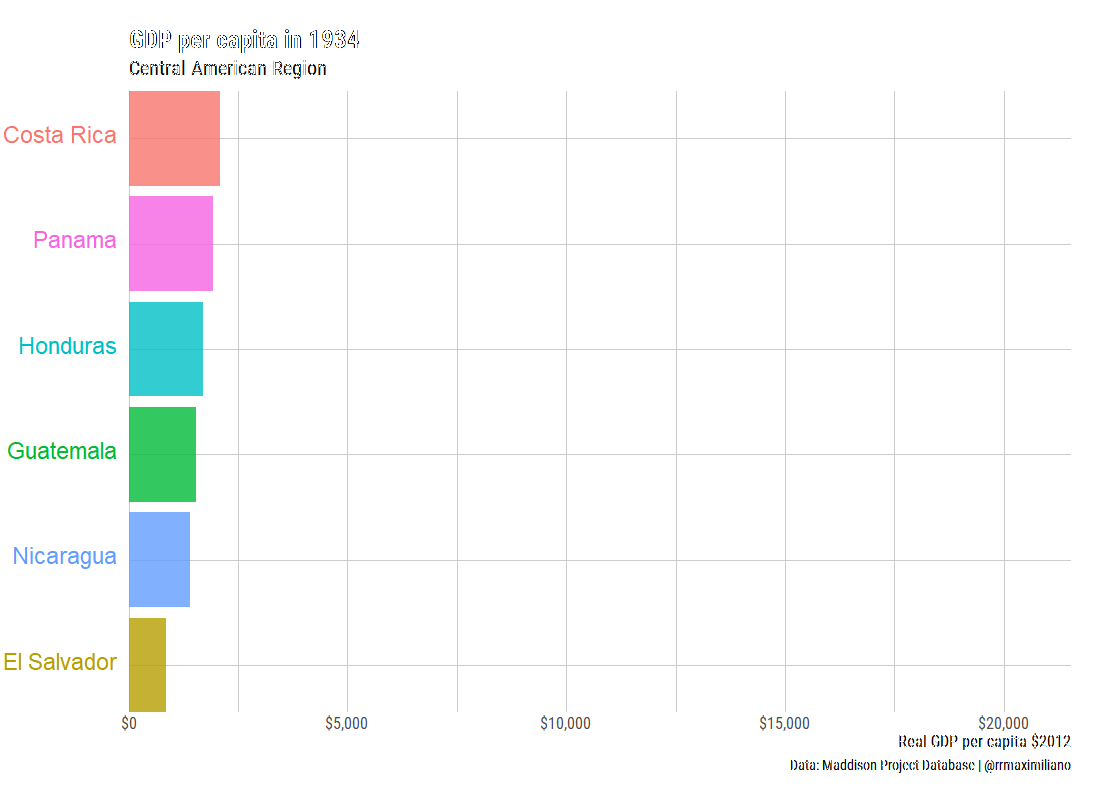 GDP per capita in 1934
Central American Region
Costa Rica
Panama
Honduras
Guatemala
Nicaragua
El Salvador
$0 $5,000 $10,000 $15,000 $20,000
Real GDP per capita $2012
Data: Maddison Project Database | @rrmaximiliano